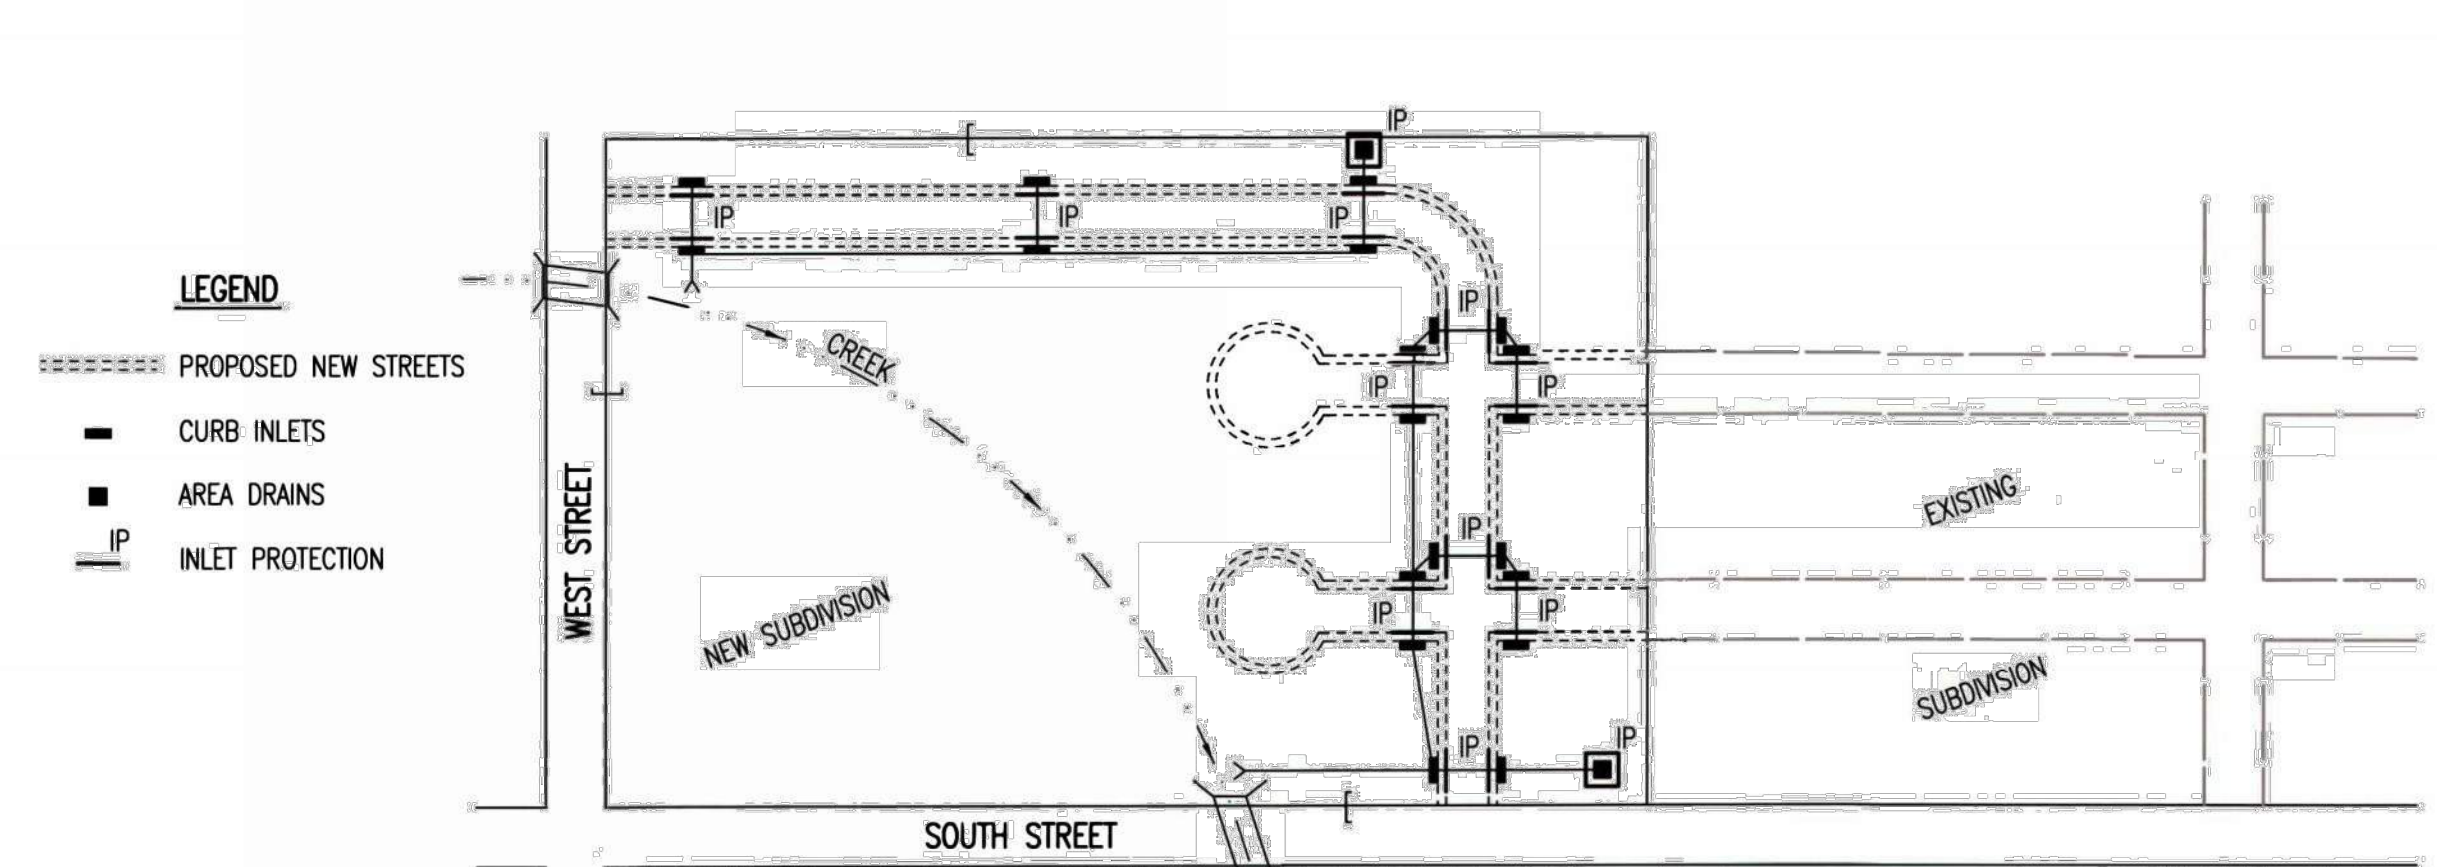 LEGEND
PROPOSED NEW STREETS
CURB INLETS
AREA DRAINS
IP
INLET PROTECTION
IP
IP
IP
IP
IP
CREEK
IP
IP
WEST STREET
NEW SUBDIVISION
IP
IP
IP
EXISTING
SUBDIVISION
IP
IP
SOUTH STREET